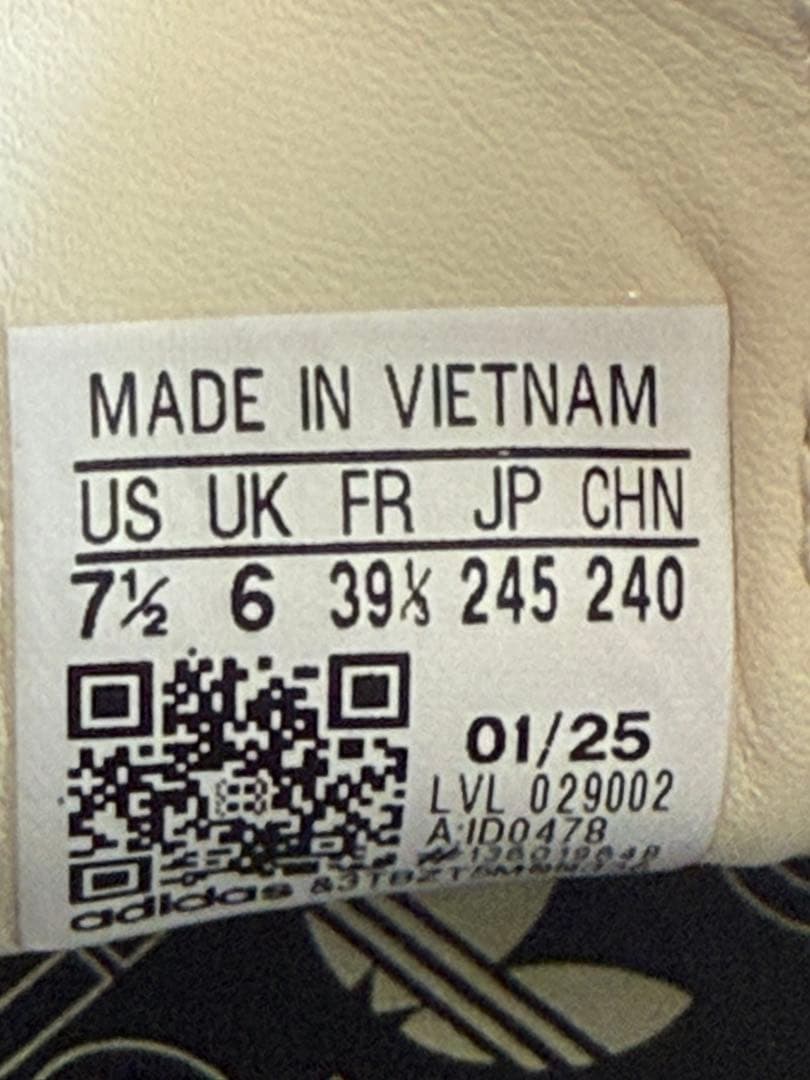 MADE IN VIETNAM
US UK FR JP CHN
7½ 6 39⅓ 245 240
01/25
LVL 029002
A:ID0478
adidas